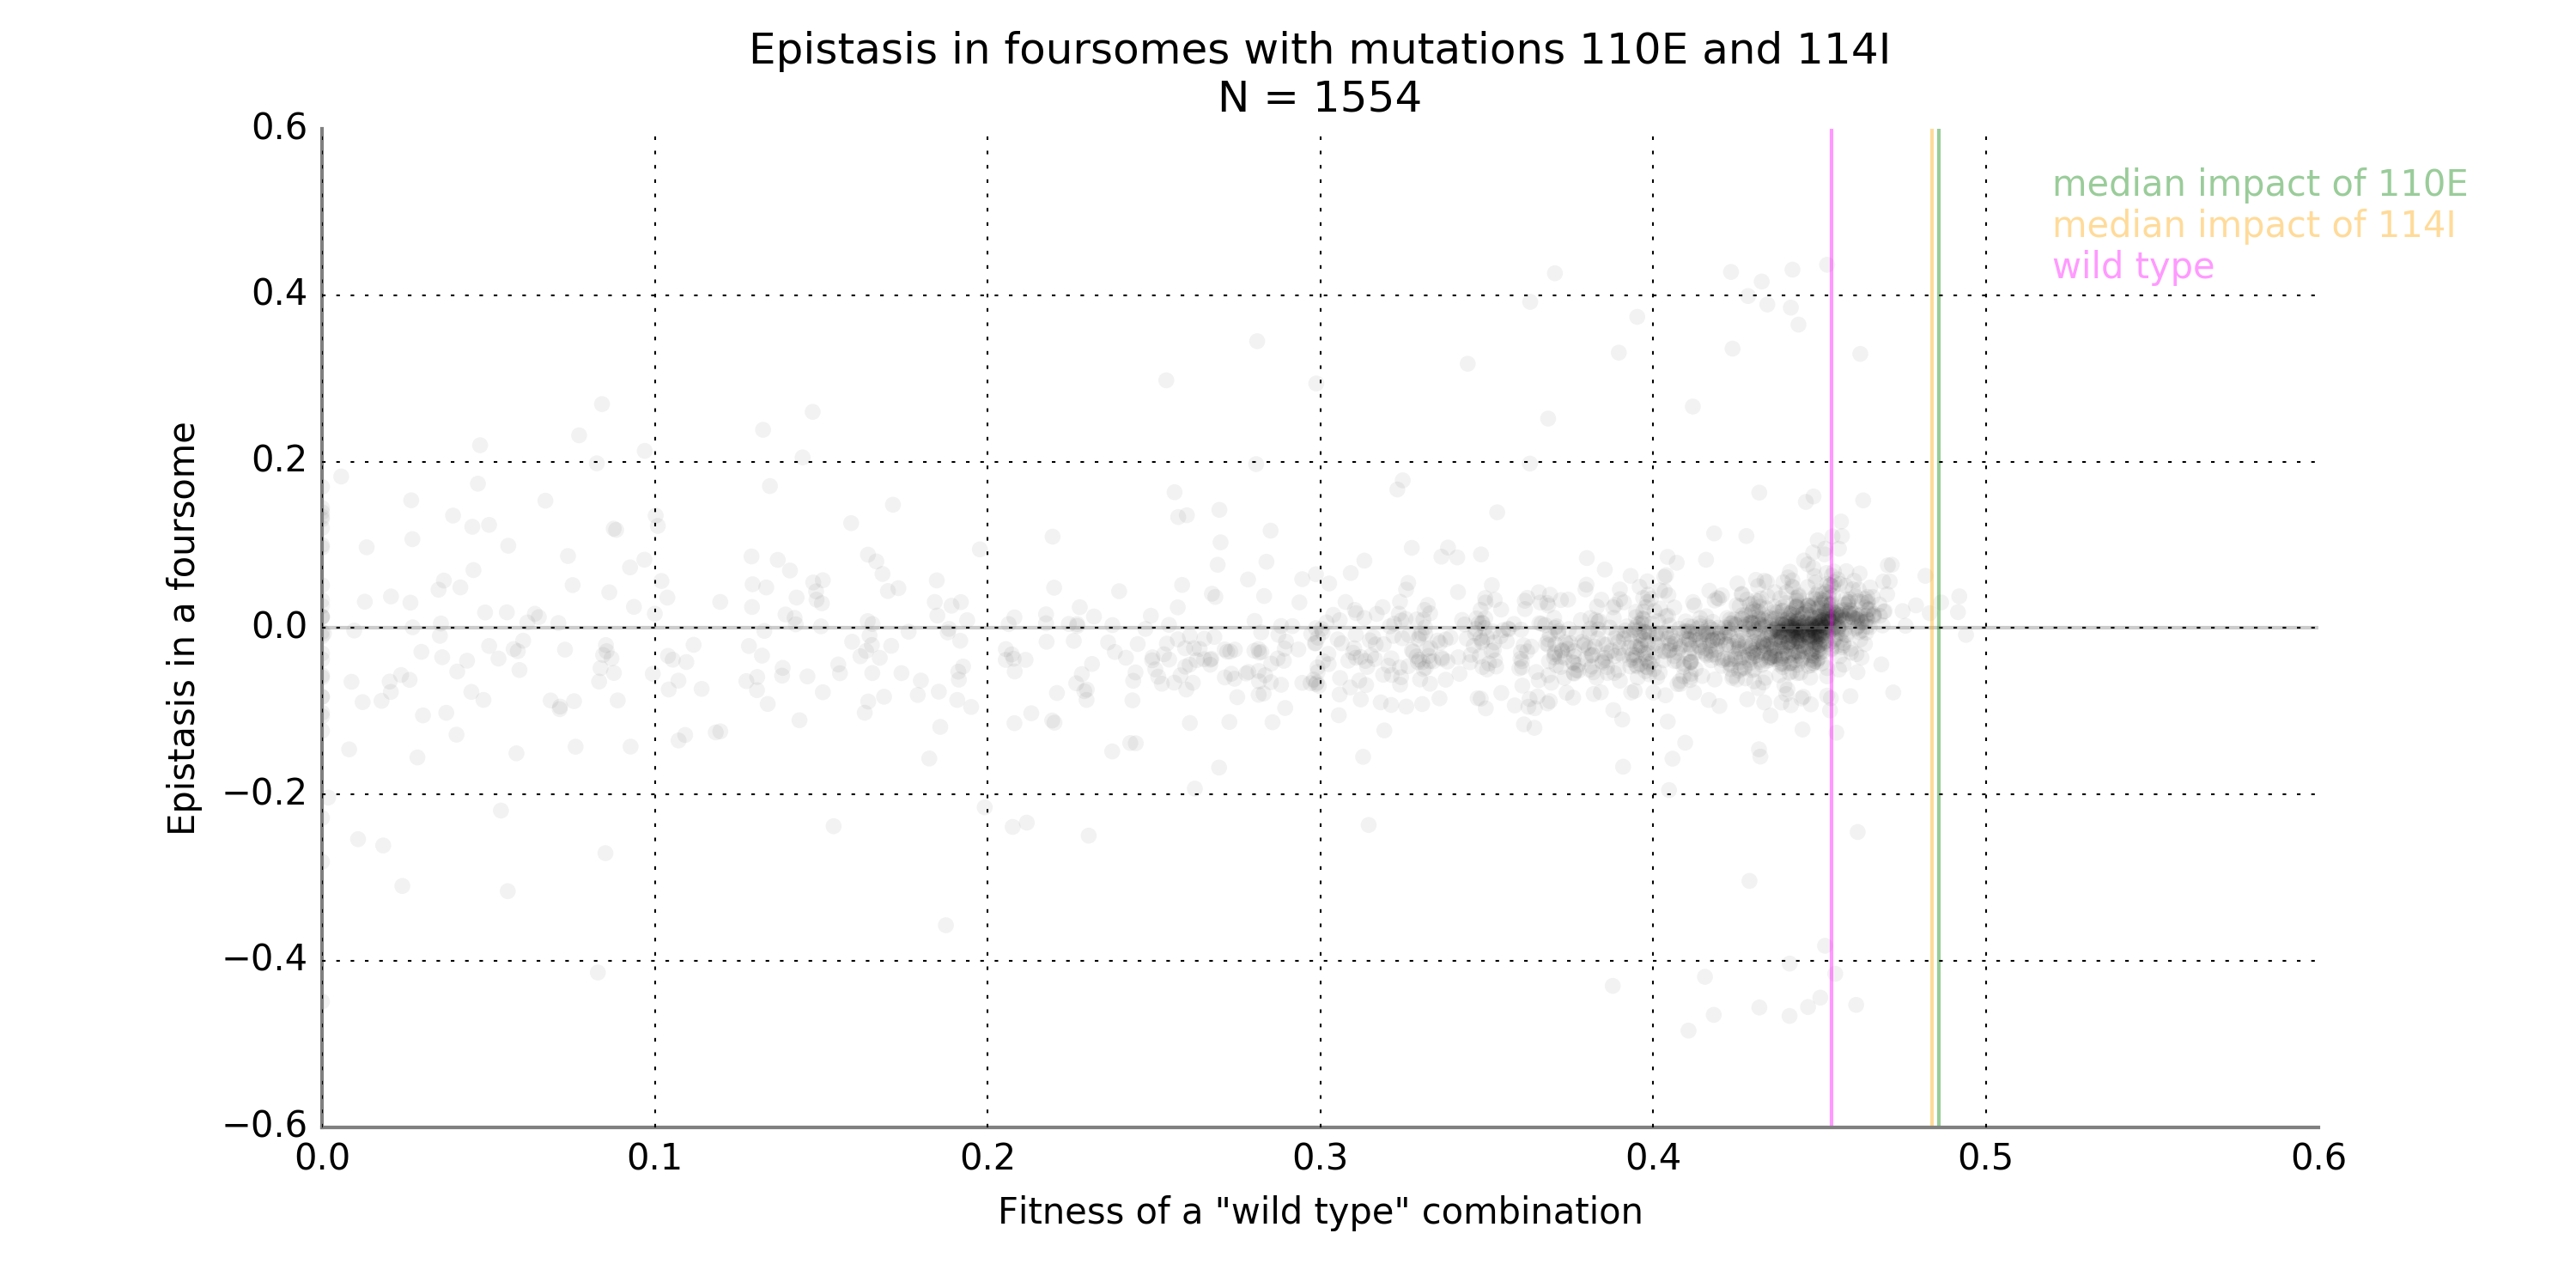 Epistasis in foursomes with mutations 110E and 114I
N = 1554
0.6
0.4
0.2
0.0
−0.2
−0.4
−0.6
Epistasis in a foursome
median impact of 110E
median impact of 114I
wild type
0.0 0.1 0.2 0.3 0.4 0.5 0.6
Fitness of a "wild type" combination